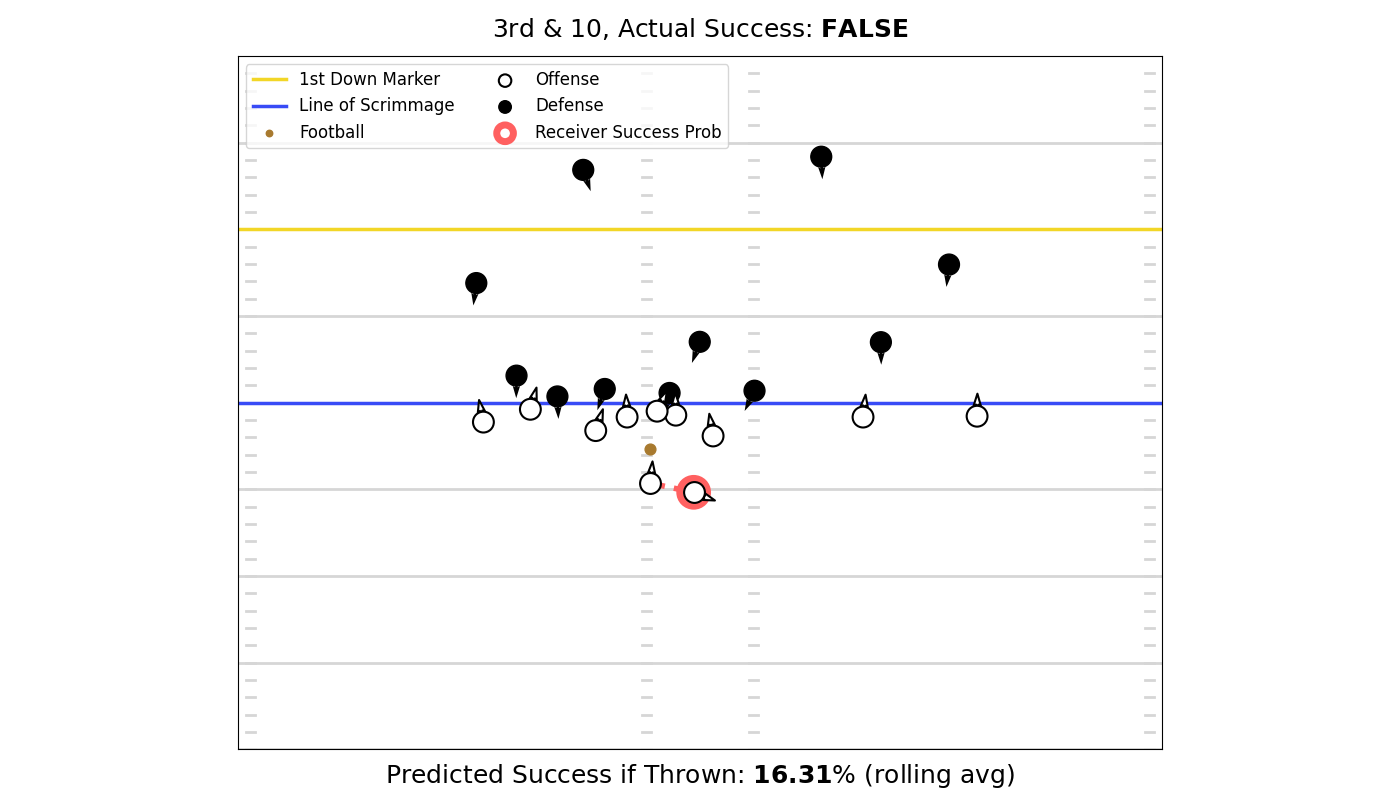 3rd & 10, Actual Success: FALSE
1st Down Marker
Line of Scrimmage
Football
Offense
Defense
Receiver Success Prob
Predicted Success if Thrown: 16.31% (rolling avg)